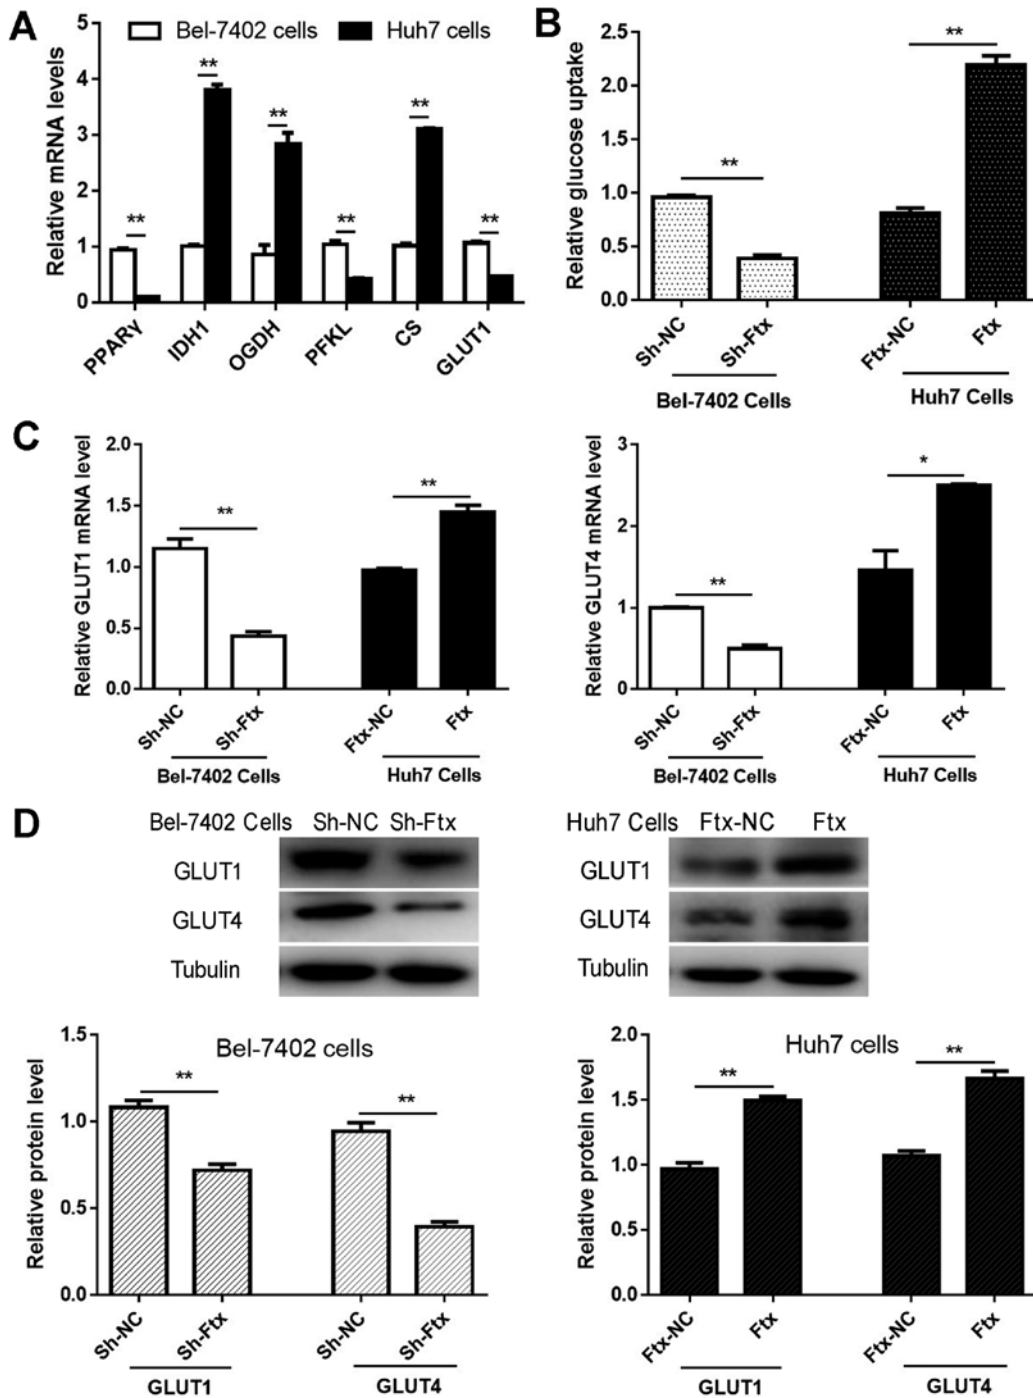 A
Bel-7402 cells Huh7 cells
Relative mRNA levels
5
4
3
2
1
0
** ** ** ** ** **
PPARγ IDH1 OGDH PFKL CS GLUT1
B
Relative glucose uptake
2.5
2.0
1.5
1.0
0.5
0.0
** **
Sh-NC Sh-Ftx Ftx-NC Ftx
Bel-7402 Cells Huh7 Cells
C
Relative GLUT1 mRNA level
2.0
1.5
1.0
0.5
0.0
** **
Sh-NC Sh-Ftx Ftx-NC Ftx
Bel-7402 Cells Huh7 Cells
Relative GLUT4 mRNA level
3
2
1
0
** *
Sh-NC Sh-Ftx Ftx-NC Ftx
Bel-7402 Cells Huh7 Cells
D
Bel-7402 Cells Sh-NC Sh-Ftx
GLUT1
GLUT4
Tubulin
Huh7 Cells Ftx-NC Ftx
GLUT1
GLUT4
Tubulin
Bel-7402 cells
Relative protein level
1.5
1.0
0.5
0.0
** **
Sh-NC Sh-Ftx Sh-NC Sh-Ftx
GLUT1 GLUT4
Huh7 cells
Relative protein level
2.0
1.5
1.0
0.5
0.0
** **
Ftx-NC Ftx Ftx-NC Ftx
GLUT1 GLUT4